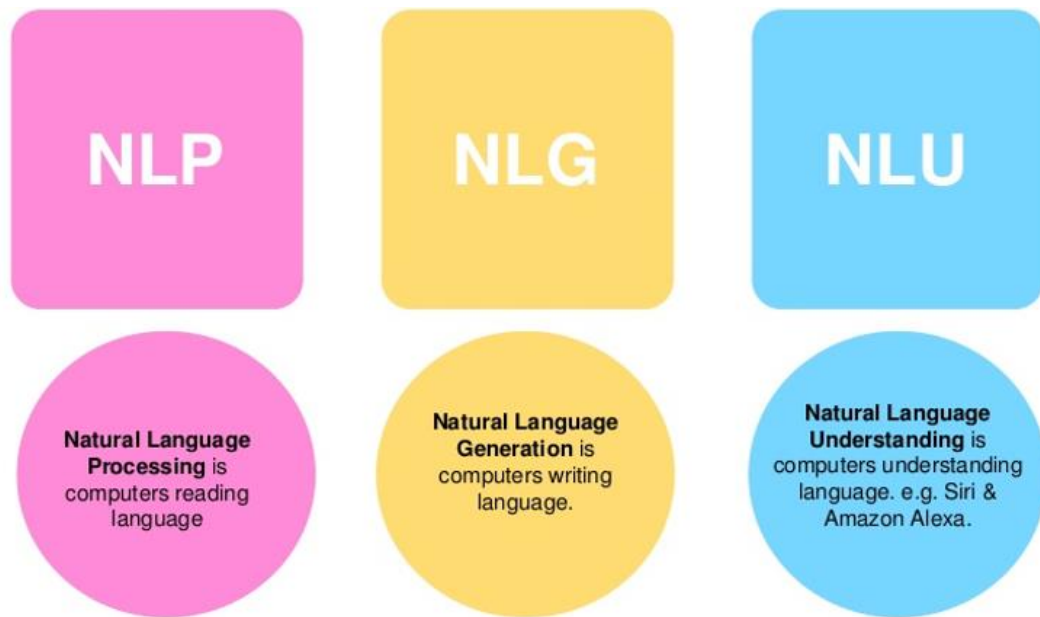 NLP
NLG
NLU
Natural Language
Processing is
computers reading
language
Natural Language
Generation is
computers writing
language.
Natural Language
Understanding is
computers understanding
language. e.g. Siri &
Amazon Alexa.